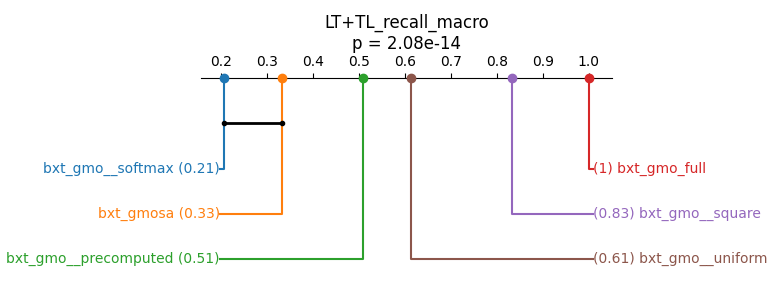 LT+TL_recall_macro
p = 2.08e-14
0.2 0.3 0.4 0.5 0.6 0.7 0.8 0.9 1.0
bxt_gmo__softmax (0.21) (1) bxt_gmo_full
bxt_gmosa (0.33) (0.83) bxt_gmo__square
bxt_gmo__precomputed (0.51) (0.61) bxt_gmo__uniform